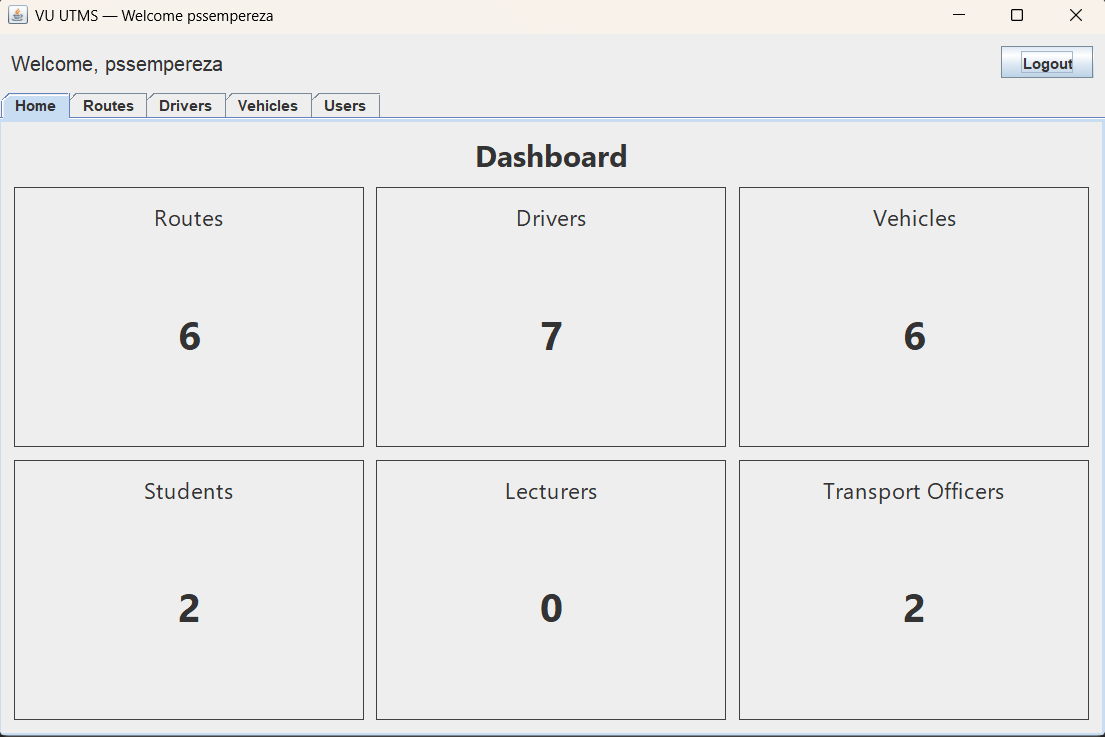 VU UTMS — Welcome pssempereza
Welcome, pssempereza
Logout
Home Routes Drivers Vehicles Users
Dashboard
Routes
6
Drivers
7
Vehicles
6
Students
2
Lecturers
0
Transport Officers
2